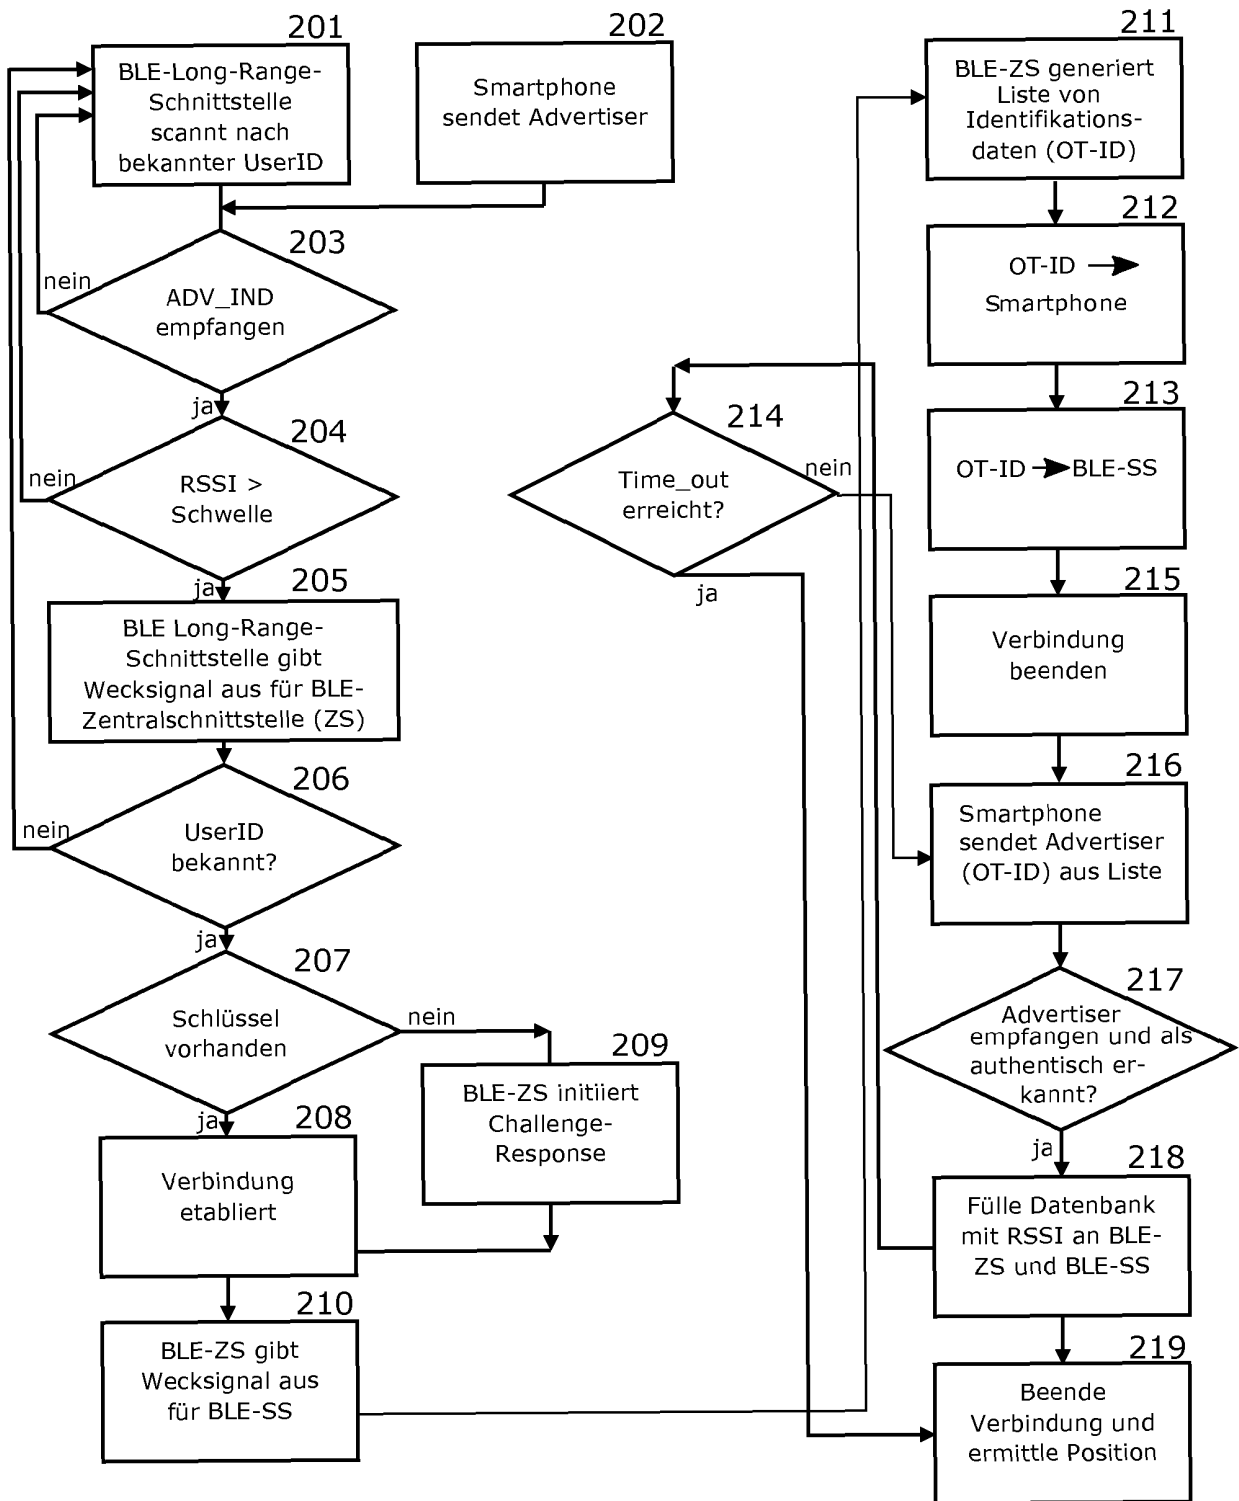 201
BLE-Long-Range-
Schnittstelle
scannt nach
bekannter UserID
202
Smartphone
sendet Advertiser
203
nein
ADV_IND
empfangen
ja
204
nein
RSSI >
Schwelle
ja
205
BLE Long-Range-
Schnittstelle gibt
Wecksignal aus für BLE-
Zentralschnittstelle (ZS)
206
nein
UserID
bekannt?
ja
207
Schlüssel
vorhanden
nein
ja
208
Verbindung
etabliert
209
BLE-ZS initiiert
Challenge-
Response
210
BLE-ZS gibt
Wecksignal aus
für BLE-SS
211
BLE-ZS generiert
Liste von
Identifikations-
daten (OT-ID)
212
OT-ID
Smartphone
213
OT-ID BLE-SS
214
Time_out
erreicht?
nein
ja
215
Verbindung
beenden
216
Smartphone
sendet Advertiser
(OT-ID) aus Liste
217
Advertiser
empfangen und als
authentisch er-
kannt?
ja
218
Fülle Datenbank
mit RSSI an BLE-
ZS und BLE-SS
219
Beende
Verbindung und
ermittle Position